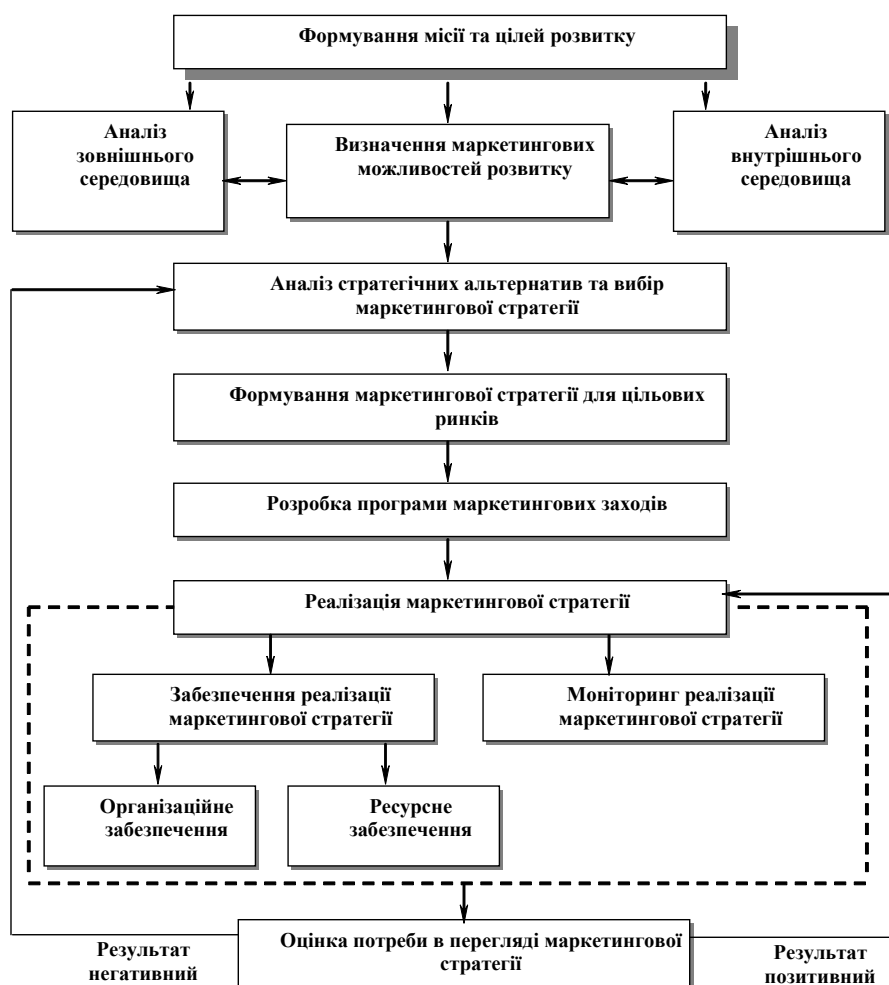 Формування місії та цілей розвитку
Аналіз
зовнішнього
середовища
Визначення маркетингових
можливостей розвитку
Аналіз
внутрішнього
середовища
Аналіз стратегічних альтернатив та вибір
маркетингової стратегії
Формування маркетингової стратегії для цільових
ринків
Розробка програми маркетингових заходів
Реалізація маркетингової стратегії
Забезпечення реалізації
маркетингової стратегії
Моніторинг реалізації
маркетингової стратегії
Організаційне
забезпечення
Ресурсне
забезпечення
Оцінка потреби в перегляді маркетингової
стратегії
Результат
негативний
Результат
позитивний